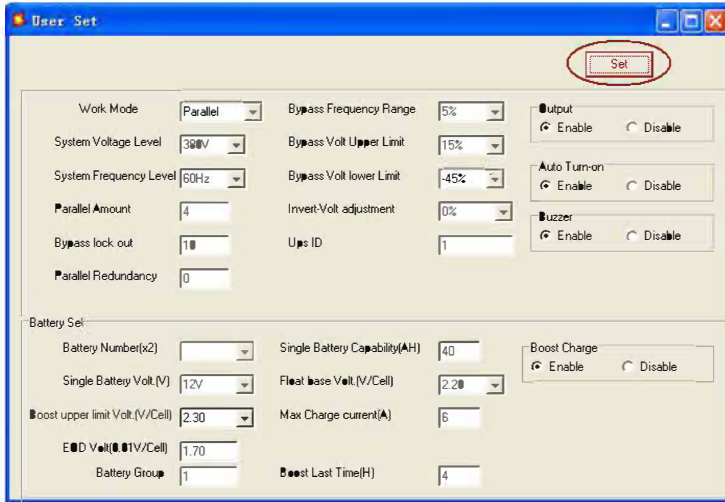 User Set
Set
Work Mode Parallel Bypass Frequency Range 5% Output
Enable Disable
System Voltage Level 380V Bypass Volt Upper Limit 15%
System Frequency Level 60Hz Bypass Volt lower Limit -45% Auto Turn-on
Enable Disable
Parallel Amount 4 Invert-Volt adjustment 0% Buzzer
Enable Disable
Bypass lock out 10 Ups ID 1
Parallel Redundancy 0
Battery Set
Battery Number(x2) Single Battery Capability(AH) 40 Boost Charge
Enable Disable
Single Battery Volt.(V) 12V Float base Volt.(V/Cell) 2.20
Boost upper limit Volt.(V/Cell) 2.30 Max Charge current(A) 6
EOD Volt(0.01V/Cell) 1.70
Battery Group 1 Boost Last Time(H) 4